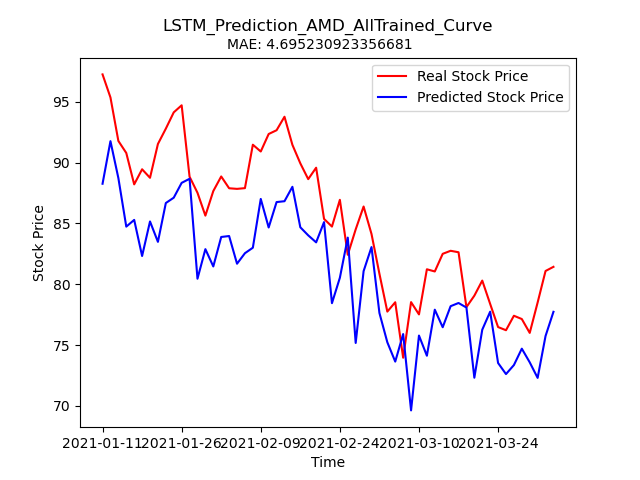 LSTM_Prediction_AMD_AllTrained_Curve
MAE: 4.695230923356681
Real Stock Price
Predicted Stock Price
Stock Price
95
90
85
80
75
70
2021-01-11
2021-01-26
2021-02-09
2021-02-24
2021-03-10
2021-03-24
Time